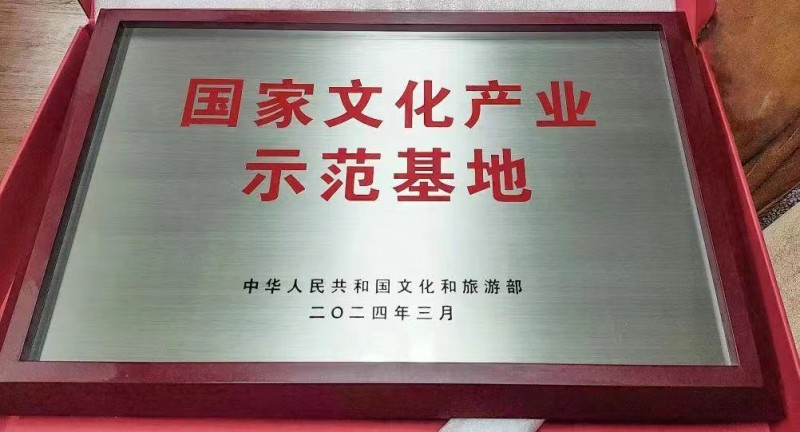 国家文化产业
示范基地
中华人民共和国文化和旅游部
二〇二四年三月